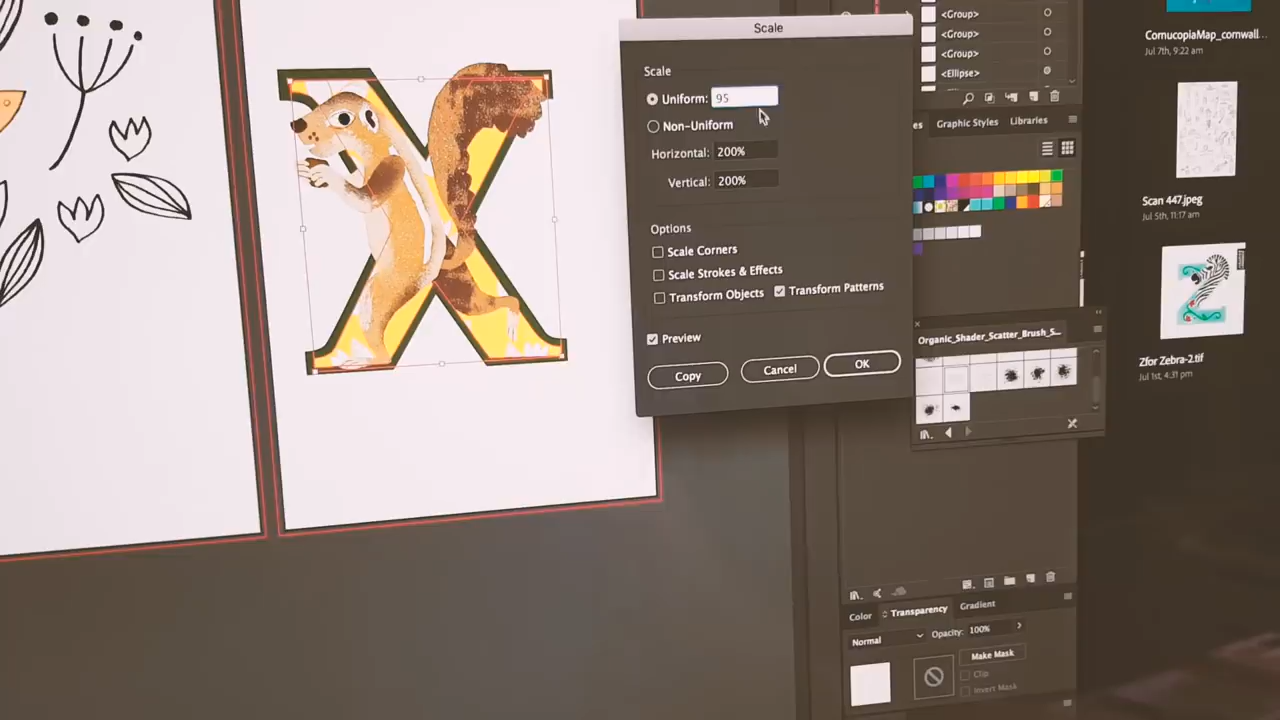 X
Scale
Scale
Uniform: 95
Non-Uniform
Horizontal: 200%
Vertical: 200%
Options
Scale Corners
Scale Strokes & Effects
Transform Objects
Transform Patterns
Preview
Copy
Cancel
OK
<Group>
<Group>
<Group>
<Ellipse>
es
Graphic Styles
Libraries
Organic_Shader_Scatter_Brush_S...
Color
Transparency
Gradient
Normal
Opacity: 100%
Make Mask
Clip
Invert Mask
CornucopiaMap_cornwall...
Jul 7th, 9:22 am
Scan 447.jpeg
Jul 5th, 11:17 am
Z
Zfor Zebra-2.tif
Jul 1st, 4:31 pm